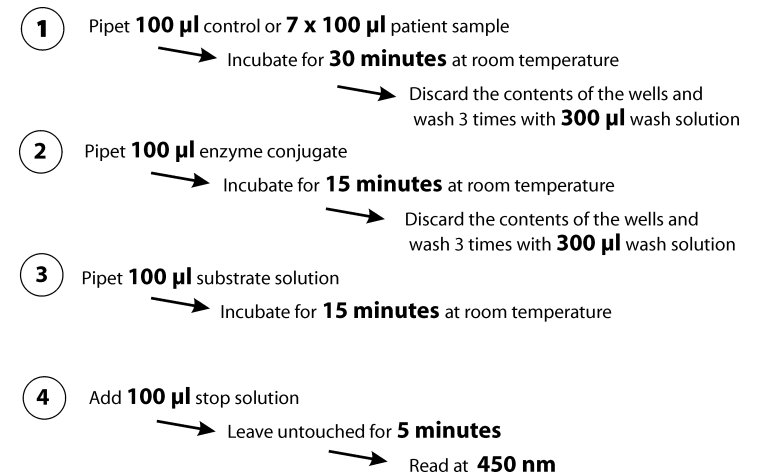 1 Pipet 100 µl control or 7 x 100 µl patient sample
Incubate for 30 minutes at room temperature
Discard the contents of the wells and
wash 3 times with 300 µl wash solution
2 Pipet 100 µl enzyme conjugate
Incubate for 15 minutes at room temperature
Discard the contents of the wells and
wash 3 times with 300 µl wash solution
3 Pipet 100 µl substrate solution
Incubate for 15 minutes at room temperature
4 Add 100 µl stop solution
Leave untouched for 5 minutes
Read at 450 nm